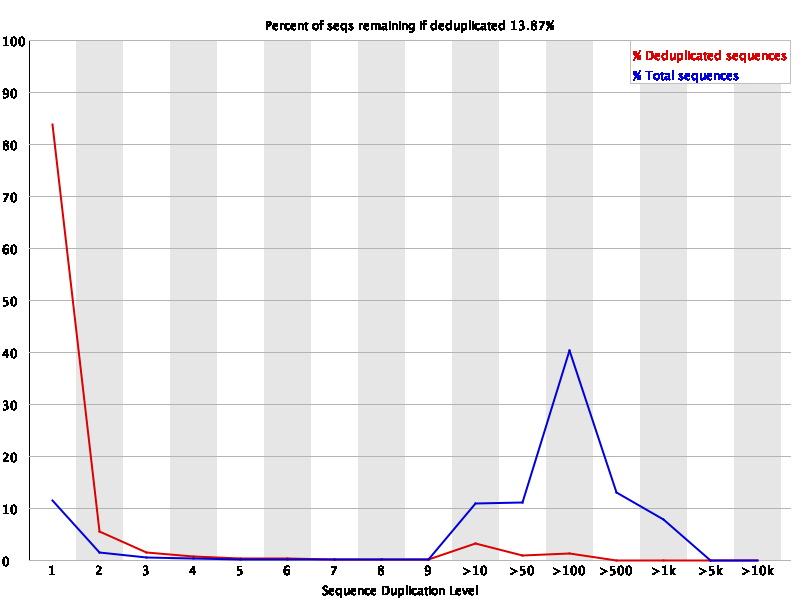 Percent of seqs remaining if deduplicated 13.87%
% Deduplicated sequences
% Total sequences
100
90
80
70
60
50
40
30
20
10
0
1 2 3 4 5 6 7 8 9 >10 >50 >100 >500 >1k >5k >10k
Sequence Duplication Level